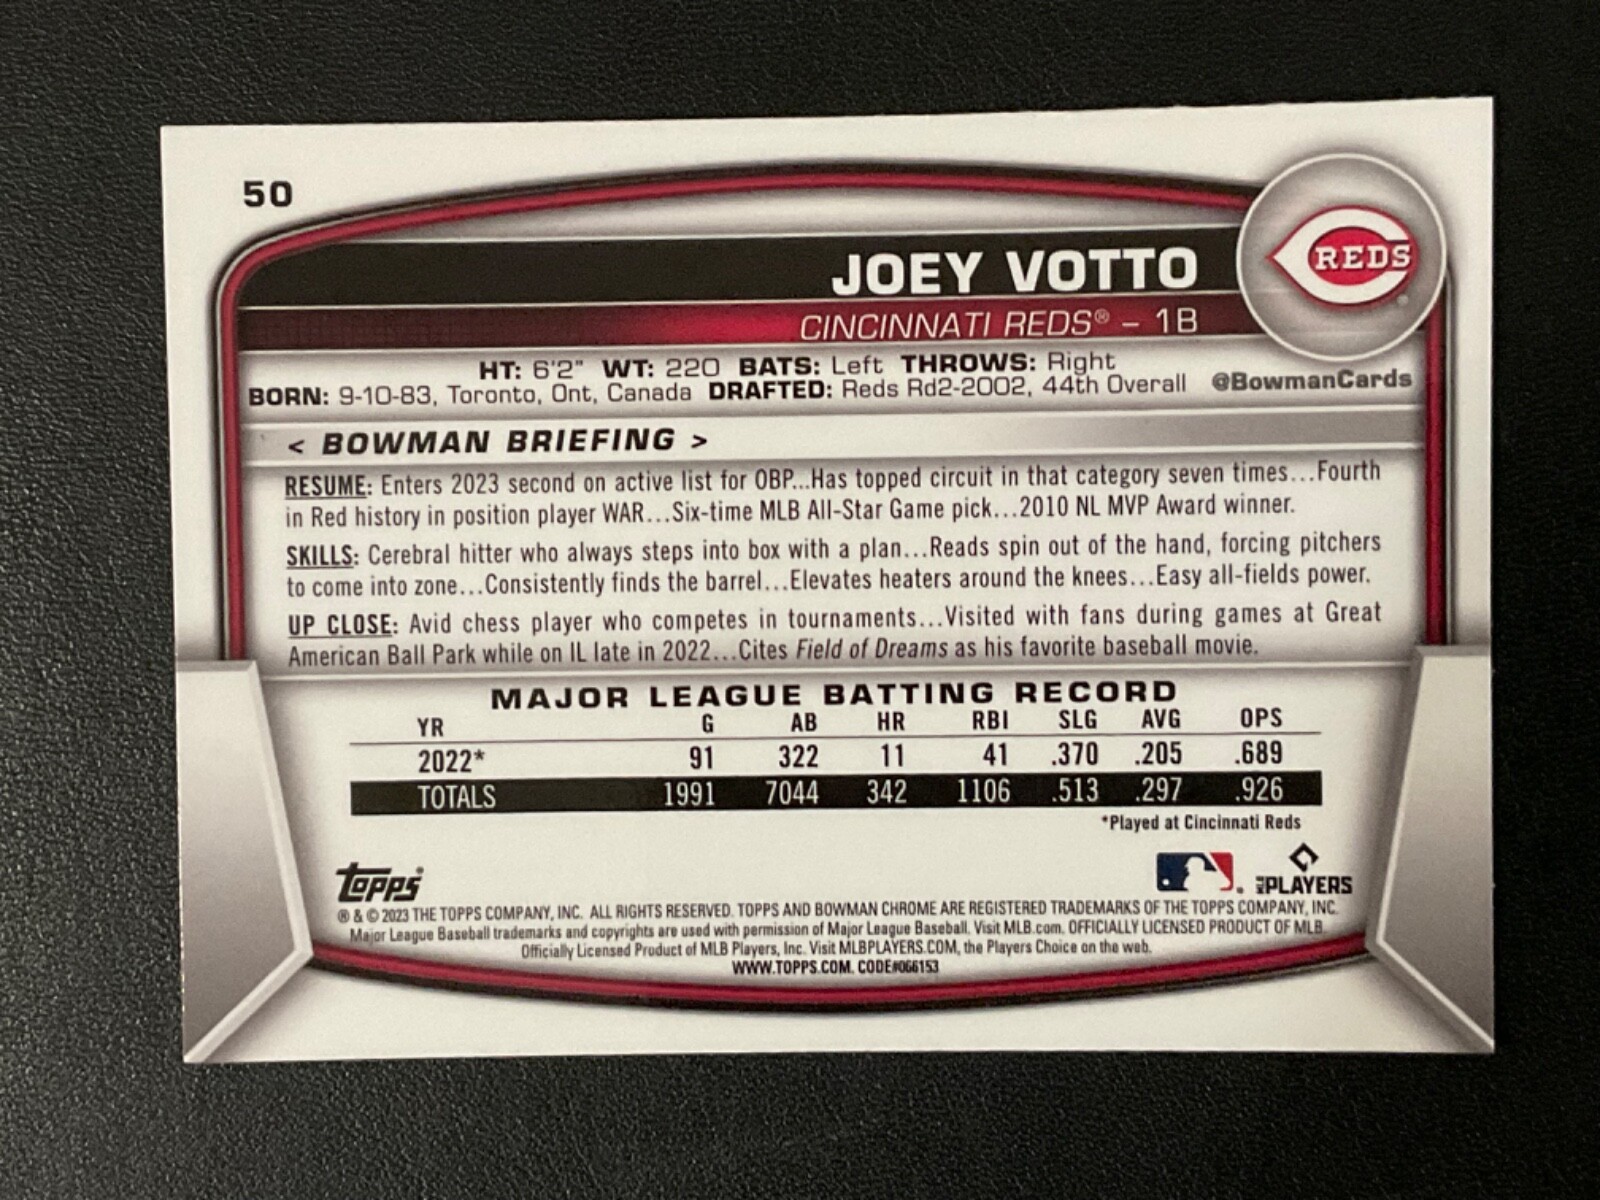 50
REDS
JOEY VOTTO
CINCINNATI REDS® – 1B
HT: 6'2" WT: 220 BATS: Left THROWS: Right
BORN: 9-10-83, Toronto, Ont, Canada DRAFTED: Reds Rd2-2002, 44th Overall @BowmanCards
< BOWMAN BRIEFING >
RESUME: Enters 2023 second on active list for OBP...Has topped circuit in that category seven times...Fourth
in Red history in position player WAR...Six-time MLB All-Star Game pick...2010 NL MVP Award winner.
SKILLS: Cerebral hitter who always steps into box with a plan...Reads spin out of the hand, forcing pitchers
to come into zone...Consistently finds the barrel...Elevates heaters around the knees...Easy all-fields power.
UP CLOSE: Avid chess player who competes in tournaments...Visited with fans during games at Great
American Ball Park while on IL late in 2022...Cites Field of Dreams as his favorite baseball movie.
MAJOR LEAGUE BATTING RECORD
YR G AB HR RBI SLG AVG OPS
2022* 91 322 11 41 .370 .205 .689
TOTALS 1991 7044 342 1106 .513 .297 .926
*Played at Cincinnati Reds
Topps® MLB PLAYERS
® & © 2023 THE TOPPS COMPANY, INC. ALL RIGHTS RESERVED. TOPPS AND BOWMAN CHROME ARE REGISTERED TRADEMARKS OF THE TOPPS COMPANY, INC.
Major League Baseball trademarks and copyrights are used with permission of Major League Baseball. Visit MLB.com. OFFICIALLY LICENSED PRODUCT OF MLB
Officially Licensed Product of MLB Players, Inc. Visit MLBPLAYERS.COM, the Players Choice on the web.
WWW.TOPPS.COM. CODE#066153